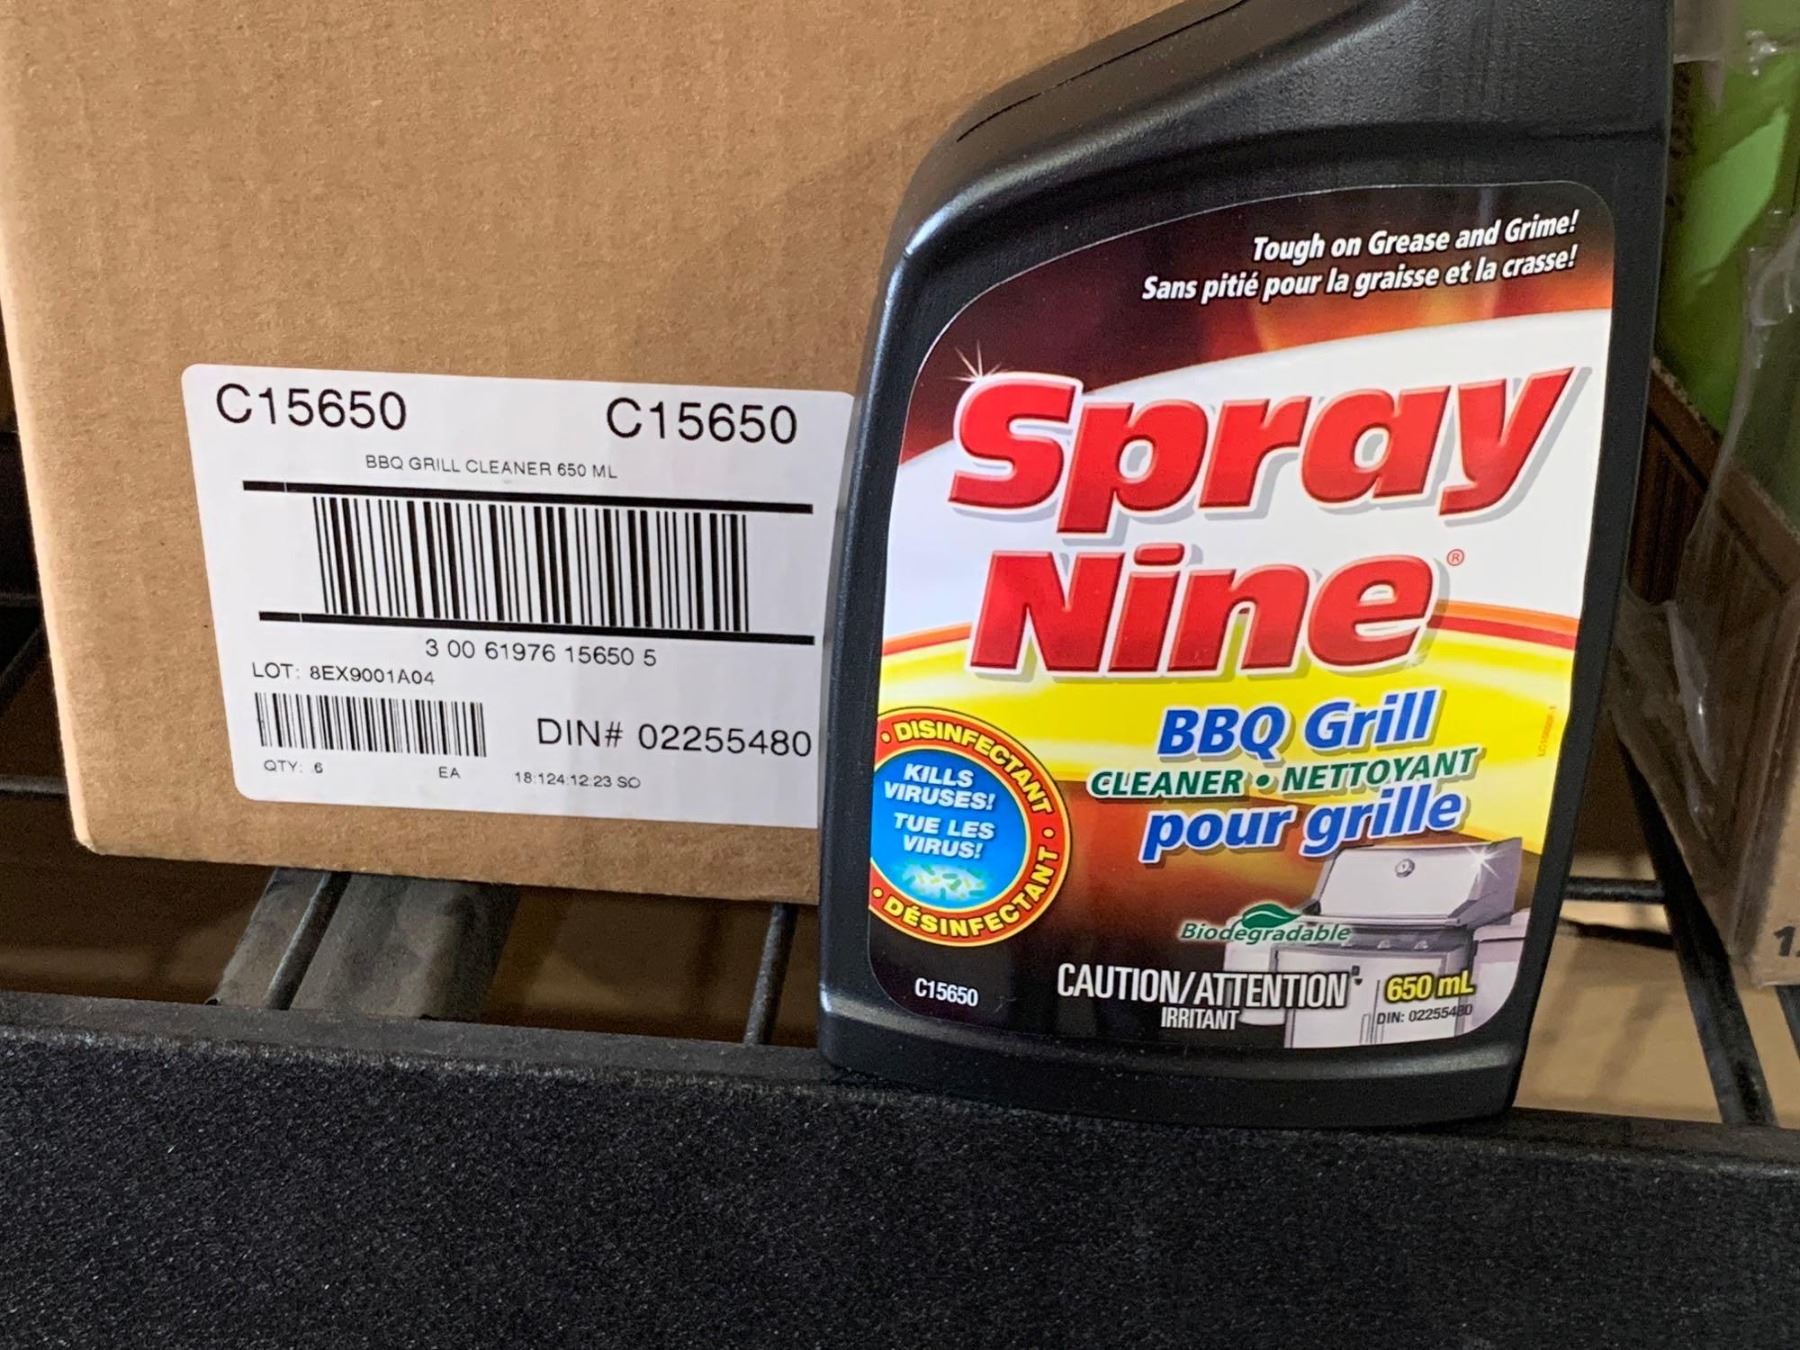 C15650 C15650
BBQ GRILL CLEANER 650 ML
3 00 61976 15650 5
LOT: 8EX9001A04
DIN# 02255480
QTY: 6 EA 18:124:12:23 SO
Tough on Grease and Grime!
Sans pitié pour la graisse et la crasse!
Spray
Nine®
BBQ Grill
CLEANER • NETTOYANT
pour grille
• DISINFECTANT •
KILLS
VIRUSES!
TUE LES
VIRUS!
• DÉSINFECTANT •
Biodegradable
C15650
CAUTION/ATTENTION
IRRITANT
650 mL
DIN: 02255480